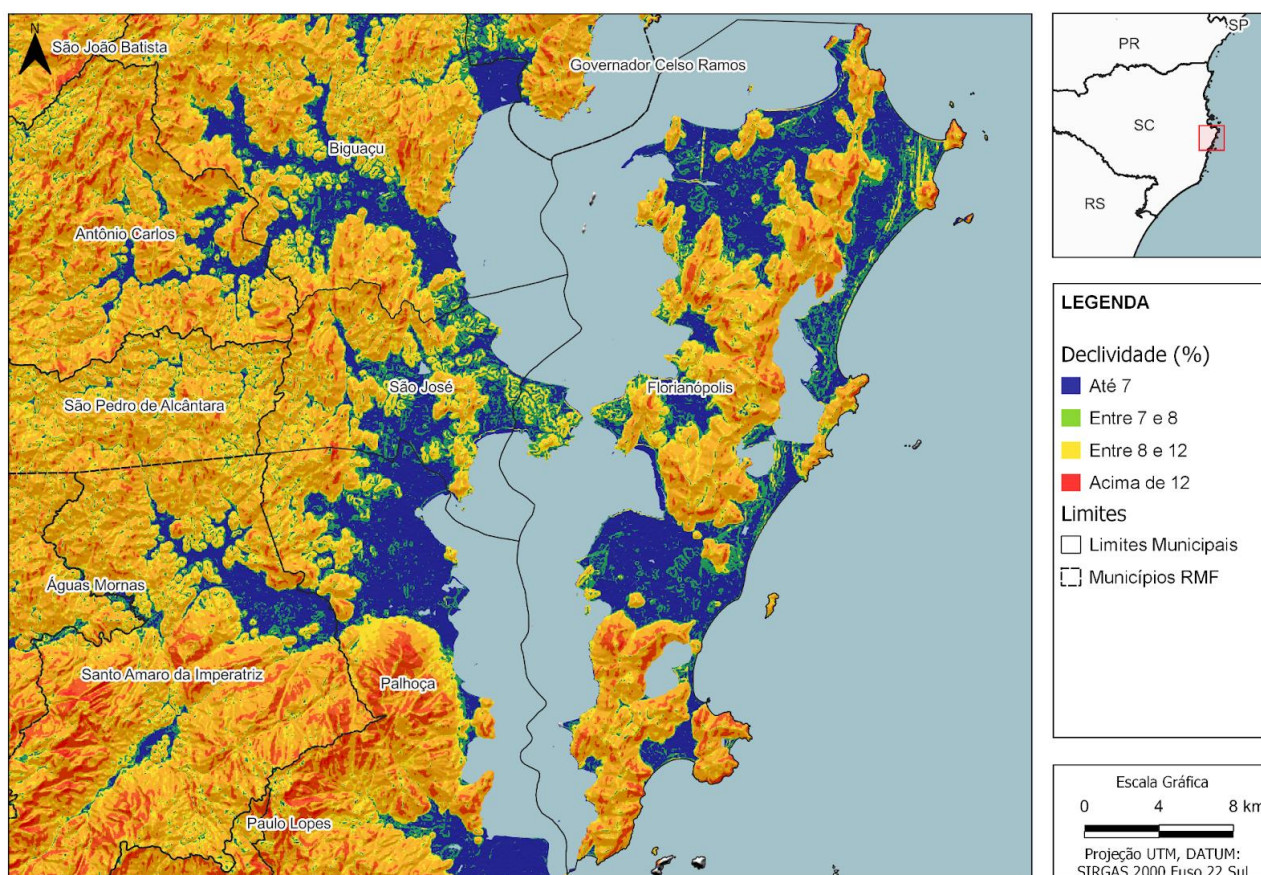 N
São João Batista
Governador Celso Ramos
Biguaçu
Antônio Carlos
São José
Florianópolis
São Pedro de Alcântara
Águas Mornas
Santo Amaro da Imperatriz
Palhoça
Paulo Lopes
SP
PR
SC
RS
LEGENDA
Declividade (%)
Até 7
Entre 7 e 8
Entre 8 e 12
Acima de 12
Limites
Limites Municipais
Municípios RMF
Escala Gráfica
0 4 8 km
Projeção UTM, DATUM:
SIRGAS 2000 Fuso 22 Sul